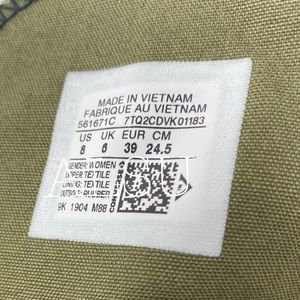 MADE IN VIETNAM
FABRIQUE AU VIETNAM
561671C 7TQ2CDVK01183
US UK EUR CM
8 6 39 24.5
GENDER: WOMEN
UPPER: TEXTILE
LINING: TEXTILE
OUTSOLE: RUBBER
9K 1904 M88